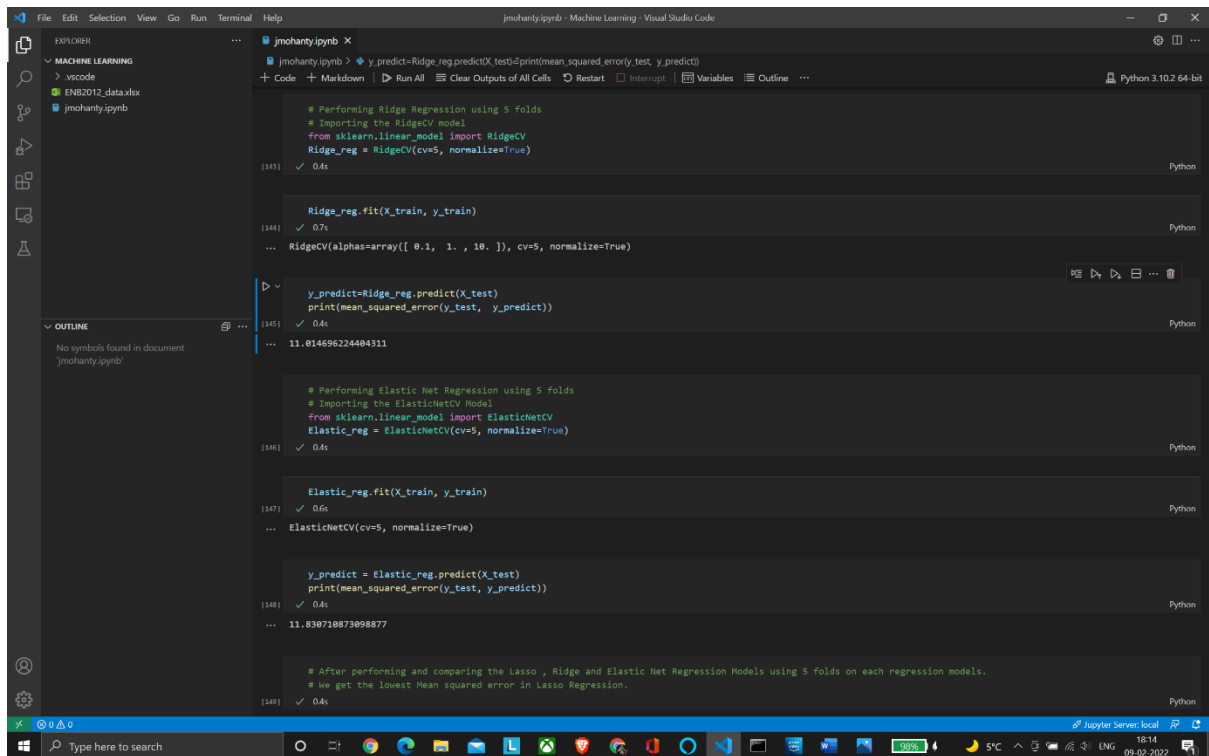 File Edit Selection View Go Run Terminal Help
jmohanty.ipynb - Machine Learning - Visual Studio Code
EXPLORER
MACHINE LEARNING
.vscode
ENB2012_data.xlsx
jmohanty.ipynb
OUTLINE
No symbols found in document
'jmohanty.ipynb'
jmohanty.ipynb
jmohanty.ipynb > y_predict=Ridge_reg.predict(X_test)⏎print(mean_squared_error(y_test, y_predict))
+ Code + Markdown Run All Clear Outputs of All Cells Restart Interrupt Variables Outline ...
Python 3.10.2 64-bit
# Performing Ridge Regression using 5 folds
# Importing the RidgeCV model
from sklearn.linear_model import RidgeCV
Ridge_reg = RidgeCV(cv=5, normalize=True)
[143] ✓ 0.4s Python
Ridge_reg.fit(X_train, y_train)
[144] ✓ 0.7s Python
... RidgeCV(alphas=array([ 0.1, 1. , 10. ]), cv=5, normalize=True)
y_predict=Ridge_reg.predict(X_test)
print(mean_squared_error(y_test, y_predict))
[145] ✓ 0.4s Python
... 11.014696224404311
# Performing Elastic Net Regression using 5 folds
# Importing the ElasticNetCV Model
from sklearn.linear_model import ElasticNetCV
Elastic_reg = ElasticNetCV(cv=5, normalize=True)
[146] ✓ 0.4s Python
Elastic_reg.fit(X_train, y_train)
[147] ✓ 0.6s Python
... ElasticNetCV(cv=5, normalize=True)
y_predict = Elastic_reg.predict(X_test)
print(mean_squared_error(y_test, y_predict))
[148] ✓ 0.4s Python
... 11.830710873098877
# After performing and comparing the Lasso , Ridge and Elastic Net Regression Models using 5 folds on each regression models.
# We get the lowest Mean squared error in Lasso Regression.
[149] ✓ 0.4s Python
0 0 Jupyter Server: local
Type here to search
98%
5°C
ENG
18:14
09-02-2022